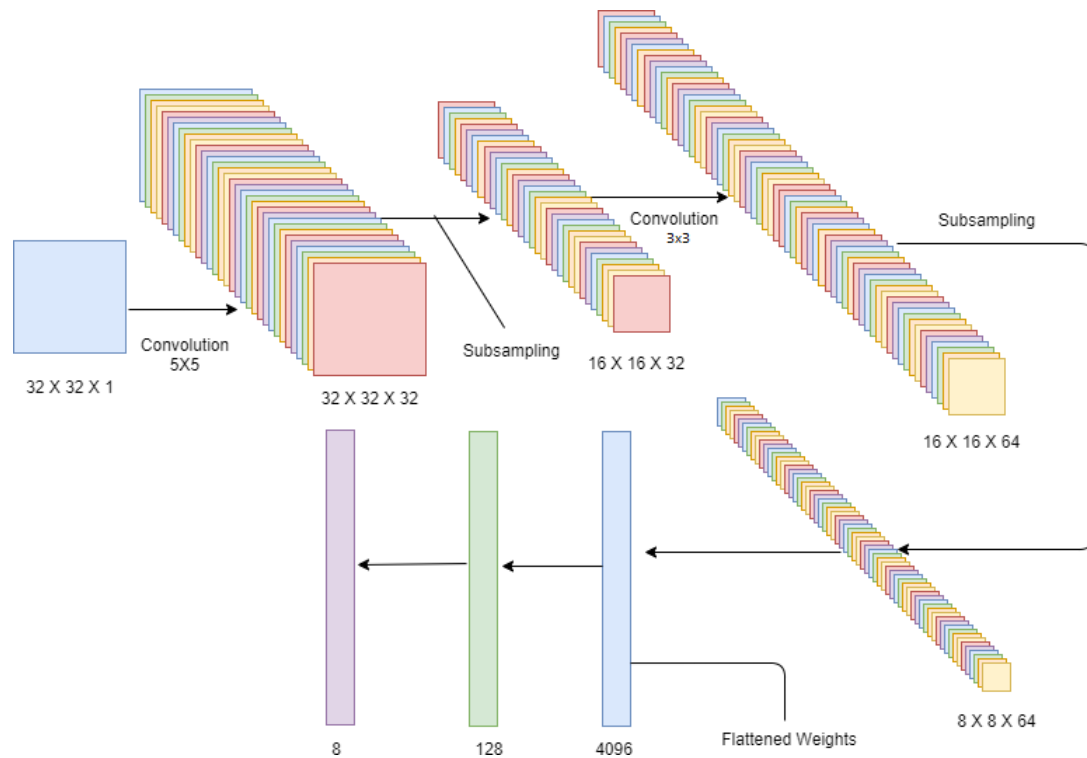 32 X 32 X 1
Convolution
5X5
32 X 32 X 32
Subsampling
16 X 16 X 32
Convolution
3x3
16 X 16 X 64
Subsampling
8 X 8 X 64
Flattened Weights
4096
128
8